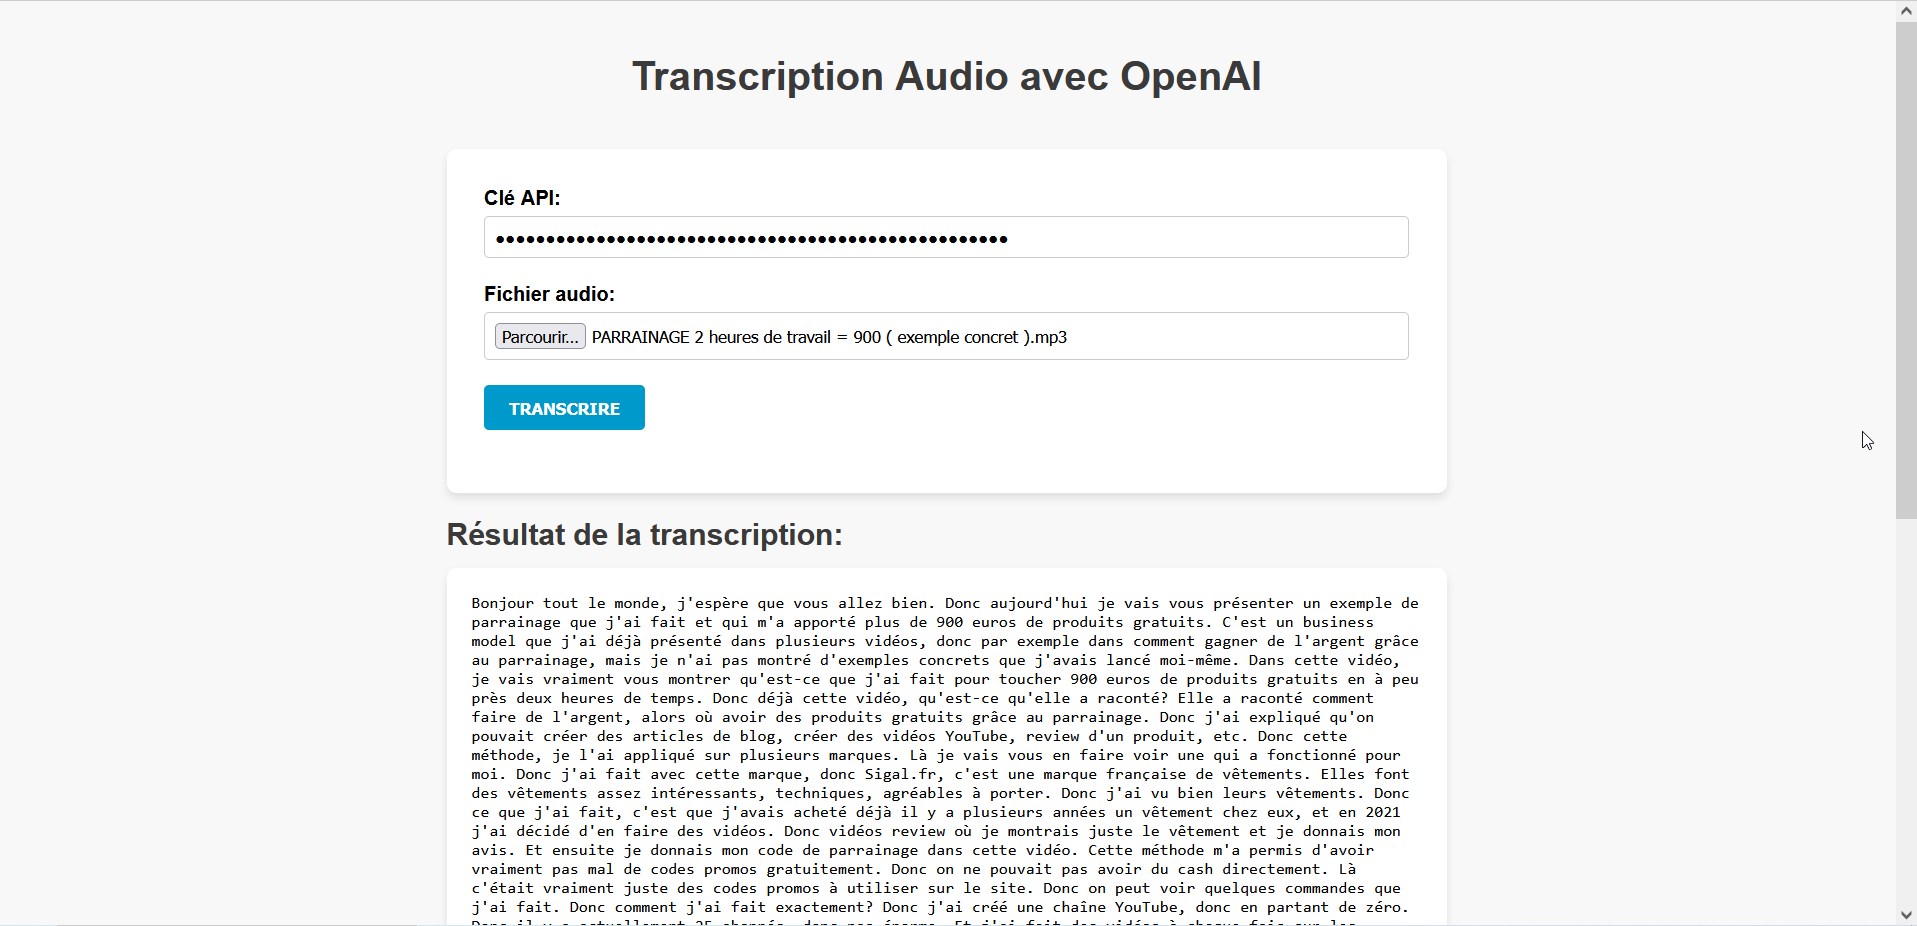 Transcription Audio avec OpenAI
Clé API:
Fichier audio:
Parcourir... PARRAINAGE 2 heures de travail = 900 ( exemple concret ).mp3
TRANSCRIRE
Résultat de la transcription:
Bonjour tout le monde, j'espère que vous allez bien. Donc aujourd'hui je vais vous présenter un exemple de
parrainage que j'ai fait et qui m'a apporté plus de 900 euros de produits gratuits. C'est un business
model que j'ai déjà présenté dans plusieurs vidéos, donc par exemple dans comment gagner de l'argent grâce
au parrainage, mais je n'ai pas montré d'exemples concrets que j'avais lancé moi-même. Dans cette vidéo,
je vais vraiment vous montrer qu'est-ce que j'ai fait pour toucher 900 euros de produits gratuits en à peu
près deux heures de temps. Donc déjà cette vidéo, qu'est-ce qu'elle a raconté? Elle a raconté comment
faire de l'argent, alors où avoir des produits gratuits grâce au parrainage. Donc j'ai expliqué qu'on
pouvait créer des articles de blog, créer des vidéos YouTube, review d'un produit, etc. Donc cette
méthode, je l'ai appliqué sur plusieurs marques. Là je vais vous en faire voir une qui a fonctionné pour
moi. Donc j'ai fait avec cette marque, donc Sigal.fr, c'est une marque française de vêtements. Elles font
des vêtements assez intéressants, techniques, agréables à porter. Donc j'ai vu bien leurs vêtements. Donc
ce que j'ai fait, c'est que j'avais acheté déjà il y a plusieurs années un vêtement chez eux, et en 2021
j'ai décidé d'en faire des vidéos. Donc vidéos review où je montrais juste le vêtement et je donnais mon
avis. Et ensuite je donnais mon code de parrainage dans cette vidéo. Cette méthode m'a permis d'avoir
vraiment pas mal de codes promos gratuitement. Donc on ne pouvait pas avoir du cash directement. Là
c'était vraiment juste des codes promos à utiliser sur le site. Donc on peut voir quelques commandes que
j'ai fait. Donc comment j'ai fait exactement? Donc j'ai créé une chaîne YouTube, donc en partant de zéro.